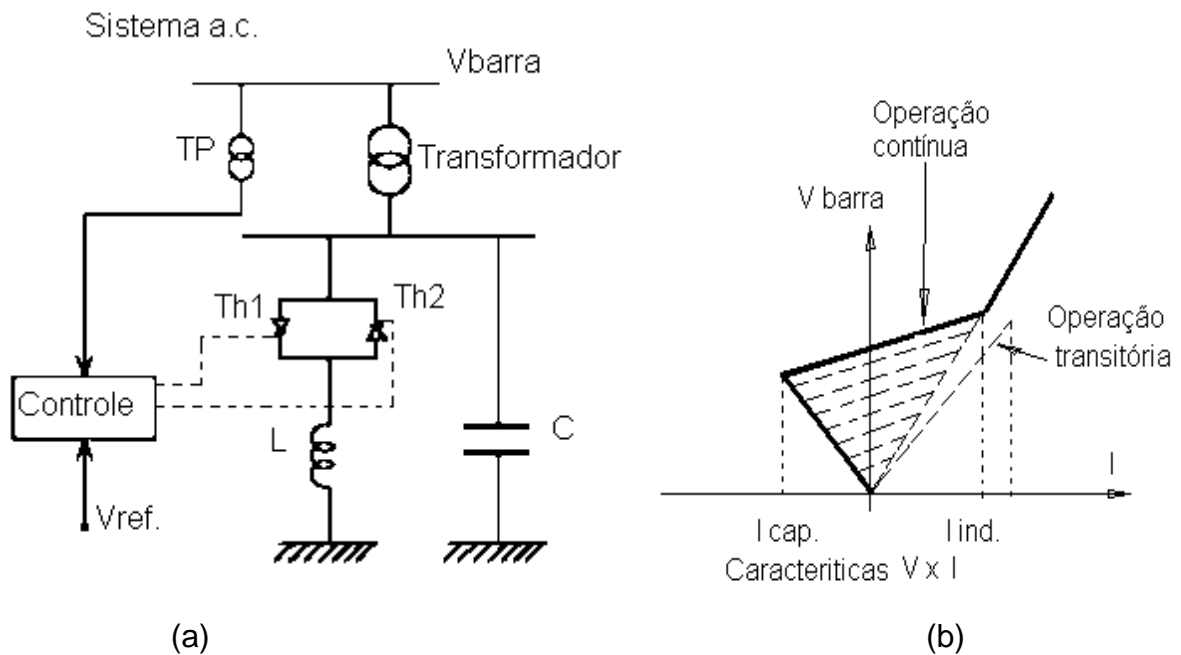 Sistema a.c.
Vbarra
TP
Transformador
Th1
Th2
Controle
L
C
Vref.
(a)
Operação
contínua
V barra
Operação
transitória
I
I cap.
I ind.
Caracteriticas V x I
(b)